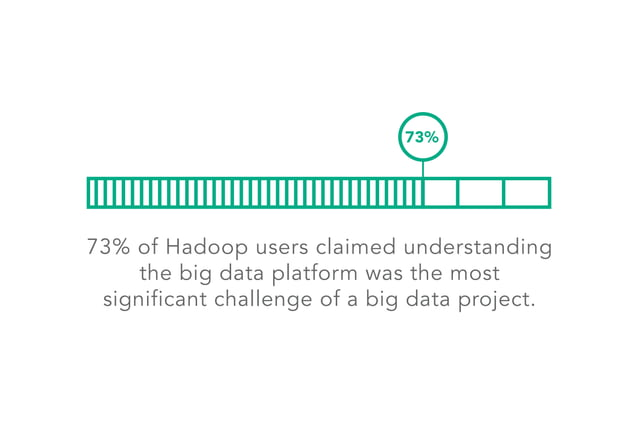 73%
73% of Hadoop users claimed understanding
the big data platform was the most
significant challenge of a big data project.